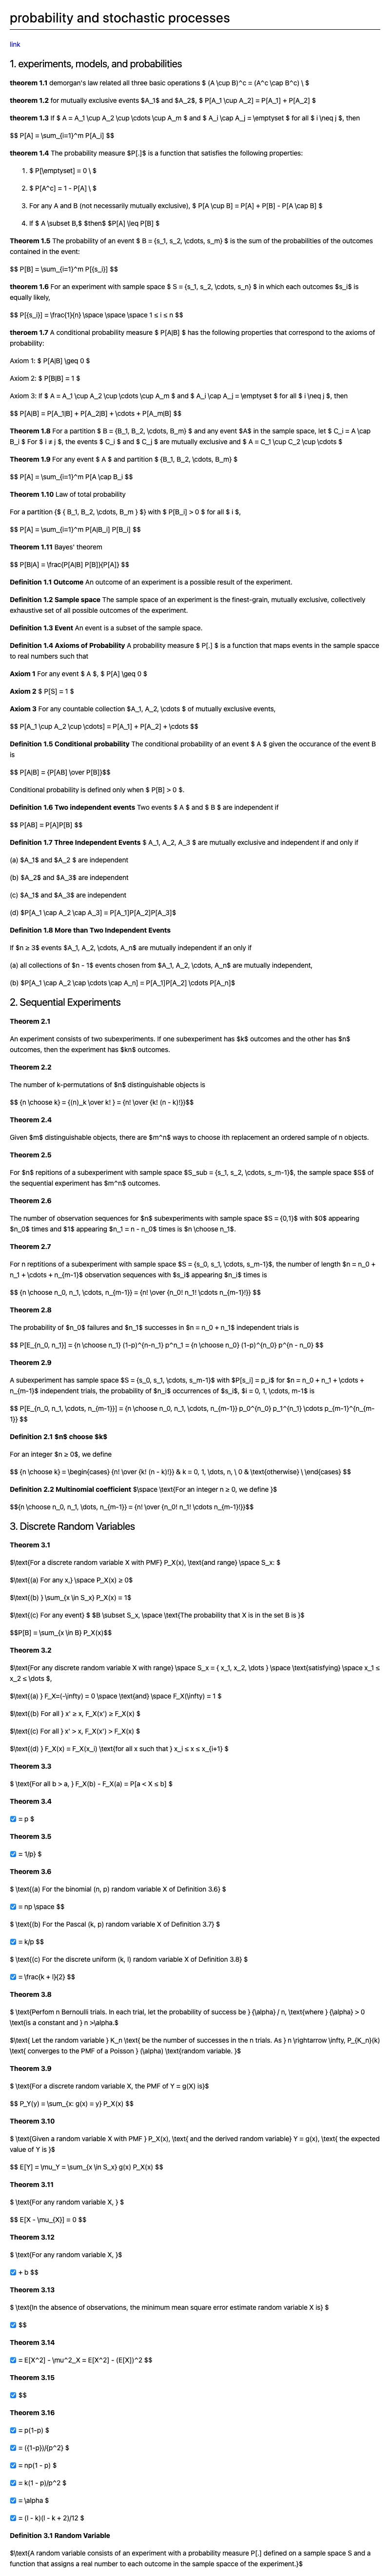 probability and stochastic processes
link
1. experiments, models, and probabilities
theorem 1.1 demorgan's law related all three basic operations $ (A \cup B)^c = (A^c \cap B^c) \ $
theorem 1.2 for mutually exclusive events $A_1$ and $A_2$, $ P[A_1 \cup A_2] = P[A_1] + P[A_2] $
theorem 1.3 If $ A = A_1 \cup A_2 \cup \cdots \cup A_m $ and $ A_i \cap A_j = \emptyset $ for all $ i \neq j $, then
$$ P[A] = \sum_{i=1}^m P[A_i] $$
theorem 1.4 The probability measure $P[.]$ is a function that satisfies the following properties:
1. $ P[\emptyset] = 0 \ $
2. $ P[A^c] = 1 - P[A] \ $
3. For any A and B (not necessarily mutually exclusive), $ P[A \cup B] = P[A] + P[B] - P[A \cap B] $
4. If $ A \subset B,$ $then$ $P[A] \leq P[B] $
Theorem 1.5 The probability of an event $ B = {s_1, s_2, \cdots, s_m} $ is the sum of the probabilities of the outcomes
contained in the event:
$$ P[B] = \sum_{i=1}^m P[{s_i}] $$
theorem 1.6 For an experiment with sample space $ S = {s_1, s_2, \cdots, s_n} $ in which each outcomes $s_i$ is
equally likely,
$$ P[{s_i}] = \frac{1}{n} \space \space \space 1 ≤ i ≤ n $$
therorem 1.7 A conditional probability measure $ P[A|B] $ has the following properties that correspond to the axioms of
probability:
Axiom 1: $ P[A|B] \geq 0 $
Axiom 2: $ P[B|B] = 1 $
Axiom 3: If $ A = A_1 \cup A_2 \cup \cdots \cup A_m $ and $ A_i \cap A_j = \emptyset $ for all $ i \neq j $, then
$$ P[A|B] = P[A_1|B] + P[A_2|B] + \cdots + P[A_m|B] $$
Theorem 1.8 For a partition $ B = {B_1, B_2, \cdots, B_m} $ and any event $A$ in the sample space, let $ C_i = A \cap
B_i $ For $ i ≠ j $, the events $ C_i $ and $ C_j $ are mutually exclusive and $ A = C_1 \cup C_2 \cup \cdots $
Theorem 1.9 For any event $ A $ and partition $ {B_1, B_2, \cdots, B_m} $
$$ P[A] = \sum_{i=1}^m P[A \cap B_i $$
Theorem 1.10 Law of total probability
For a partition {$ { B_1, B_2, \cdots, B_m } $} with $ P[B_i] > 0 $ for all $ i $,
$$ P[A] = \sum_{i=1}^m P[A|B_i] P[B_i] $$
Theorem 1.11 Bayes' theorem
$$ P[B|A] = \frac{P[A|B] P[B]}{P[A]} $$
Definition 1.1 Outcome An outcome of an experiment is a possible result of the experiment.
Definition 1.2 Sample space The sample space of an experiment is the finest-grain, mutually exclusive, collectively
exhaustive set of all possible outcomes of the experiment.
Definition 1.3 Event An event is a subset of the sample space.
Definition 1.4 Axioms of Probability A probability measure $ P[.] $ is a function that maps events in the sample spacce
to real numbers such that
Axiom 1 For any event $ A $, $ P[A] \geq 0 $
Axiom 2 $ P[S] = 1 $
Axiom 3 For any countable collection $A_1, A_2, \cdots $ of mutually exclusive events,
$$ P[A_1 \cup A_2 \cup \cdots] = P[A_1] + P[A_2] + \cdots $$
Definition 1.5 Conditional probability The conditional probability of an event $ A $ given the occurance of the event B
is
$$ P[A|B] = {P[AB] \over P[B]}$$
Conditional probability is defined only when $ P[B] > 0 $.
Definition 1.6 Two independent events Two events $ A $ and $ B $ are independent if
$$ P[AB] = P[A]P[B] $$
Definition 1.7 Three Independent Events $ A_1, A_2, A_3 $ are mutually exclusive and independent if and only if
(a) $A_1$ and $A_2 $ are independent
(b) $A_2$ and $A_3$ are independent
(c) $A_1$ and $A_3$ are independent
(d) $P[A_1 \cap A_2 \cap A_3] = P[A_1]P[A_2]P[A_3]$
Definition 1.8 More than Two Independent Events
If $n ≥ 3$ events $A_1, A_2, \cdots, A_n$ are mutually independent if an only if
(a) all collections of $n - 1$ events chosen from $A_1, A_2, \cdots, A_n$ are mutually independent,
(b) $P[A_1 \cap A_2 \cap \cdots \cap A_n] = P[A_1]P[A_2] \cdots P[A_n]$
2. Sequential Experiments
Theorem 2.1
An experiment consists of two subexperiments. If one subexperiment has $k$ outcomes and the other has $n$
outcomes, then the experiment has $kn$ outcomes.
Theorem 2.2
The number of k-permutations of $n$ distinguishable objects is
$$ {n \choose k} = {(n)_k \over k! } = {n! \over {k! (n - k)!}}$$
Theorem 2.4
Given $m$ distinguishable objects, there are $m^n$ ways to choose ith replacement an ordered sample of n objects.
Theorem 2.5
For $n$ repitions of a subexperiment with sample space $S_sub = {s_1, s_2, \cdots, s_m-1}$, the sample space $S$ of
the sequential experiment has $m^n$ outcomes.
Theorem 2.6
The number of observation sequences for $n$ subexperiments with sample space $S = {0,1}$ with $0$ appearing
$n_0$ times and $1$ appearing $n_1 = n - n_0$ times is $n \choose n_1$.
Theorem 2.7
For n reptitions of a subexperiment with sample space $S = {s_0, s_1, \cdots, s_m-1}$, the number of length $n = n_0 +
n_1 + \cdots + n_{m-1}$ observation sequences with $s_i$ appearing $n_i$ times is
$$ {n \choose n_0, n_1, \cdots, n_{m-1}} = {n! \over {n_0! n_1! \cdots n_{m-1}!}} $$
Theorem 2.8
The probability of $n_0$ failures and $n_1$ successes in $n = n_0 + n_1$ independent trials is
$$ P[E_{n_0, n_1}] = {n \choose n_1} (1-p)^{n-n_1} p^n_1 = {n \choose n_0} (1-p)^{n_0} p^{n - n_0} $$
Theorem 2.9
A subexperiment has sample space $S = {s_0, s_1, \cdots, s_m-1}$ with $P[s_i] = p_i$ for $n = n_0 + n_1 + \cdots +
n_{m-1}$ independent trials, the probability of $n_i$ occurences of $s_i$, $i = 0, 1, \cdots, m-1$ is
$$ P[E_{n_0, n_1, \cdots, n_{m-1}}] = {n \choose n_0, n_1, \cdots, n_{m-1}} p_0^{n_0} p_1^{n_1} \cdots p_{m-1}^{n_{m-
1}} $$
Definition 2.1 $n$ choose $k$
For an integer $n ≥ 0$, we define
$$ {n \choose k} = \begin{cases} {n! \over {k! (n - k)!}} & k = 0, 1, \dots, n, \ 0 & \text{otherwise} \ \end{cases} $$
Definition 2.2 Multinomial coefficient $\space \text{For an integer n ≥ 0, we define }$
$${n \choose n_0, n_1, \dots, n_{m-1}} = {n! \over {n_0! n_1! \cdots n_{m-1}!}}$$
3. Discrete Random Variables
Theorem 3.1
$\text{For a discrete random variable X with PMF} P_X(x), \text{and range} \space S_x: $
$\text{(a) For any x,} \space P_X(x) ≥ 0$
$\text{(b) } \sum_{x \in S_x} P_X(x) = 1$
$\text{(c) For any event} $ $B \subset S_x, \space \text{The probability that X is in the set B is }$
$$P[B] = \sum_{x \in B} P_X(x)$$
Theorem 3.2
$\text{For any discrete random variable X with range} \space S_x = { x_1, x_2, \dots } \space \text{satisfying} \space x_1 ≤
x_2 ≤ \dots $,
$\text{(a) } F_X=(-\infty) = 0 \space \text{and} \space F_X(\infty) = 1 $
$\text{(b) For all } x' ≥ x, F_X(x') ≥ F_X(x) $
$\text{(c) For all } x' > x, F_X(x') > F_X(x) $
$\text{(d) } F_X(x) = F_X(x_i) \text{for all x such that } x_i ≤ x ≤ x_{i+1} $
Theorem 3.3
$ \text{For all b > a, } F_X(b) - F_X(a) = P[a < X ≤ b] $
Theorem 3.4
= p $
Theorem 3.5
= 1/p} $
Theorem 3.6
$ \text{(a) For the binomial (n, p) random variable X of Definition 3.6} $
= np \space $$
$ \text{(b) For the Pascal (k, p) random variable X of Definition 3.7} $
= k/p $$
$ \text{(c) For the discrete uniform (k, l) random variable X of Definition 3.8} $
= \frac{k + l}{2} $$
Theorem 3.8
$ \text{Perfom n Bernoulli trials. In each trial, let the probability of success be } {\alpha} / n, \text{where } {\alpha} > 0
\text{is a constant and } n >\alpha.$
$\text{ Let the random variable } K_n \text{ be the number of successes in the n trials. As } n \rightarrow \infty, P_{K_n}(k)
\text{ converges to the PMF of a Poisson } {\alpha} \text{random variable. }$
Theorem 3.9
$ \text{For a discrete random variable X, the PMF of Y = g(X) is}$
$$ P_Y(y) = \sum_{x: g(x) = y} P_X(x) $$
Theorem 3.10
$ \text{Given a random variable X with PMF } P_X(x), \text{ and the derived random variable} Y = g(x), \text{ the expected
value of Y is }$
$$ E[Y] = \mu_Y = \sum_{x \in S_x} g(x) P_X(x) $$
Theorem 3.11
$ \text{For any random variable X, } $
$$ E[X - \mu_{X}] = 0 $$
Theorem 3.12
$ \text{For any random variable X, }$
+ b $$
Theorem 3.13
$ \text{In the absence of observations, the minimum mean square error estimate random variable X is} $
$$
Theorem 3.14
= E[X^2] - \mu^2_X = E[X^2] - (E[X])^2 $$
Theorem 3.15
$$
Theorem 3.16
= p(1-p) $
= ({1-p})/{p^2} $
= np(1 - p) $
= k(1 - p)/p^2 $
= \alpha $
= (l - k)(l - k + 2)/12 $
Definition 3.1 Random Variable
$\text{A random variable consists of an experiment with a probability measure P[.] defined on a sample space S and a
function that assigns a real number to each outcome in the sample spacce of the experiment.}$